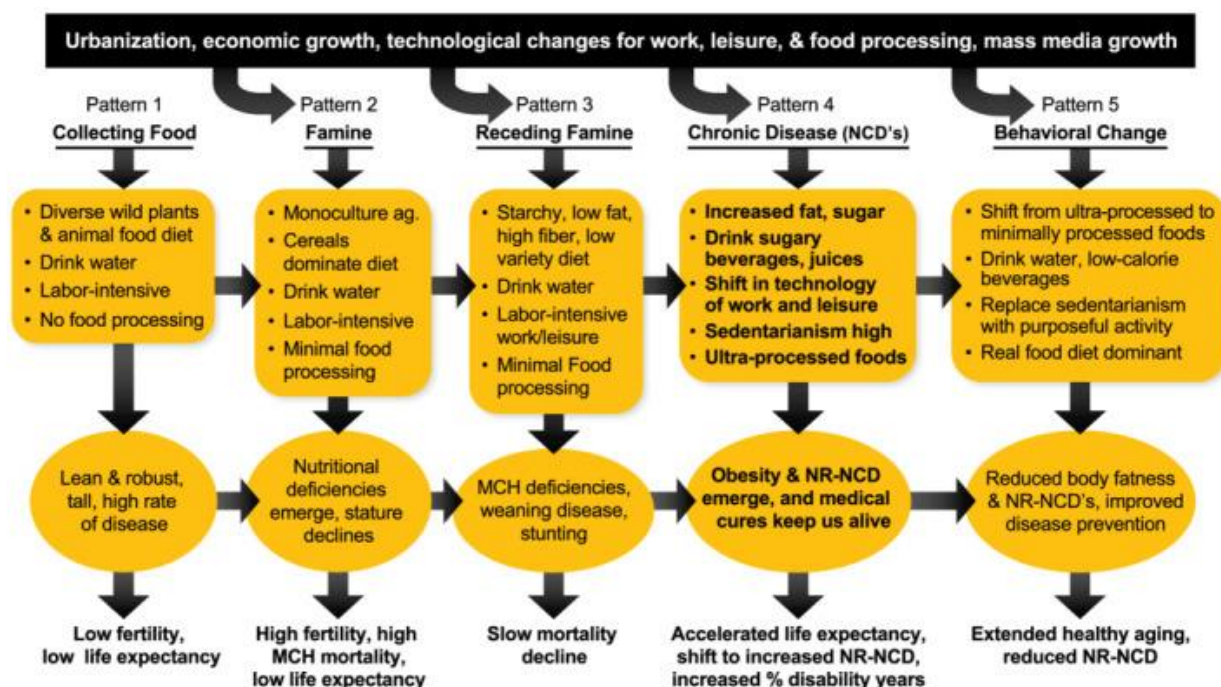 Urbanization, economic growth, technological changes for work, leisure, & food processing, mass media growth
Pattern 1
Collecting Food
• Diverse wild plants
& animal food diet
• Drink water
• Labor-intensive
• No food processing
Lean & robust,
tall, high rate
of disease
Low fertility,
low life expectancy
Pattern 2
Famine
• Monoculture ag.
• Cereals
dominate diet
• Drink water
• Labor-intensive
• Minimal food
processing
Nutritional
deficiencies
emerge, stature
declines
High fertility, high
MCH mortality,
low life expectancy
Pattern 3
Receding Famine
• Starchy, low fat,
high fiber, low
variety diet
• Drink water
• Labor-intensive
work/leisure
• Minimal Food
processing
MCH deficiencies,
weaning disease,
stunting
Slow mortality
decline
Pattern 4
Chronic Disease (NCD's)
• Increased fat, sugar
• Drink sugary
beverages, juices
• Shift in technology
of work and leisure
• Sedentarianism high
• Ultra-processed foods
Obesity & NR-NCD
emerge, and medical
cures keep us alive
Accelerated life expectancy,
shift to increased NR-NCD,
increased % disability years
Pattern 5
Behavioral Change
• Shift from ultra-processed to
minimally processed foods
• Drink water, low-calorie
beverages
• Replace sedentarianism
with purposeful activity
• Real food diet dominant
Reduced body fatness
& NR-NCD's, improved
disease prevention
Extended healthy aging,
reduced NR-NCD